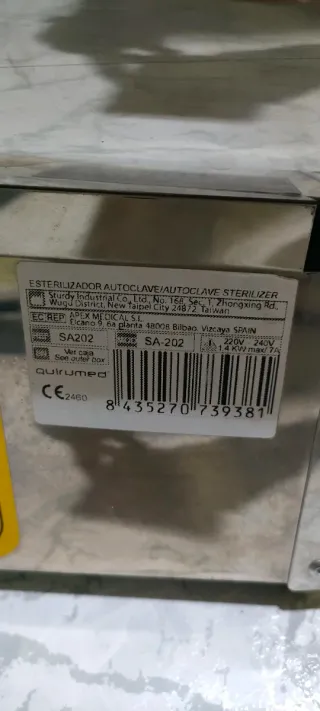 ESTERILIZADOR AUTOCLAVE/AUTOCLAVE STERILIZER
Sturdy Industrial Co., Ltd., No. 168, Sec. 1, Zhongxing Rd.,
Wugu District, New Taipei City 24872, Taiwan
EC REP APEX MEDICAL S.L.
Elcano 9, 6a planta 48008 Bilbao. Vizcaya SPAIN
SA202 SA-202 220V 240V
1.4 KW max/7A
Ver caja
See outer box
quirumed
CE 2460
8 435270 739381